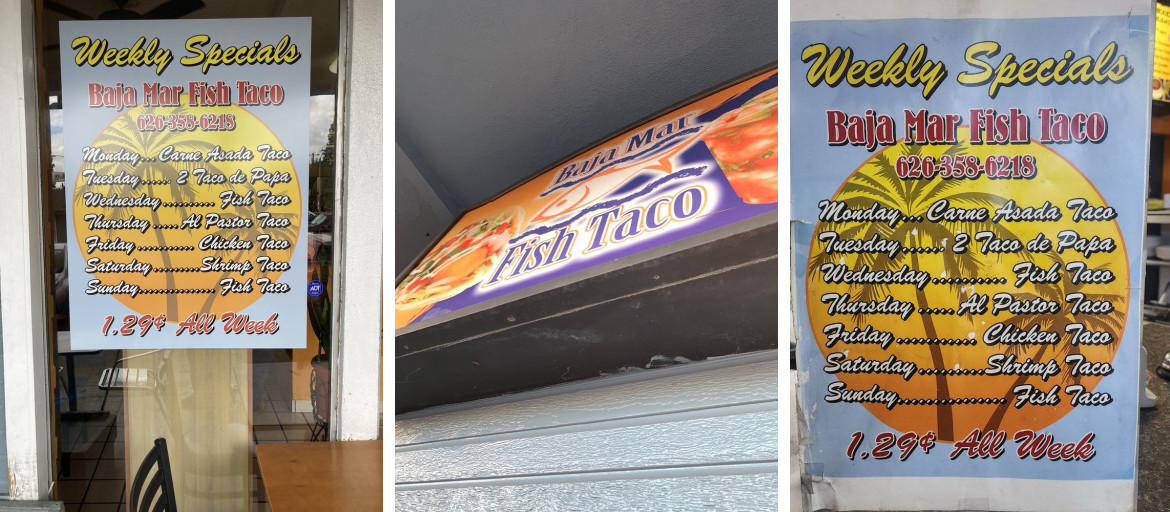 Weekly Specials
Baja Mar Fish Taco
626-358-6218
Monday... Carne Asada Taco
Tuesday...... 2 Taco de Papa
Wednesday.......... Fish Taco
Thursday ..... Al Pastor Taco
Friday ............ Chicken Taco
Saturday..........Shrimp Taco
Sunday............... Fish Taco
1.29¢ All Week
ADT
Baja Mar
Fish Taco
Weekly Specials
Baja Mar Fish Taco
626-358-6218
Monday... Carne Asada Taco
Tuesday...... 2 Taco de Papa
Wednesday.......... Fish Taco
Thursday ..... Al Pastor Taco
Friday ............ Chicken Taco
Saturday..........Shrimp Taco
Sunday............... Fish Taco
1.29¢ All Week